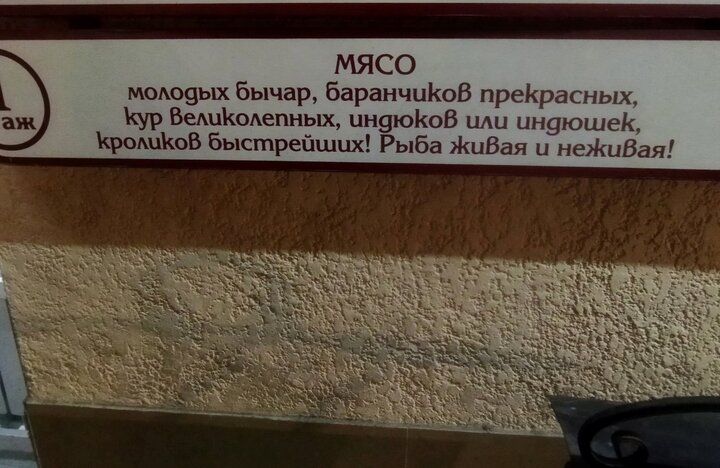 МЯСО
молодых бычар, баранчиков прекрасных,
кур великолепных, индюков или индюшек,
кроликов быстрейших! Рыба живая и неживая!